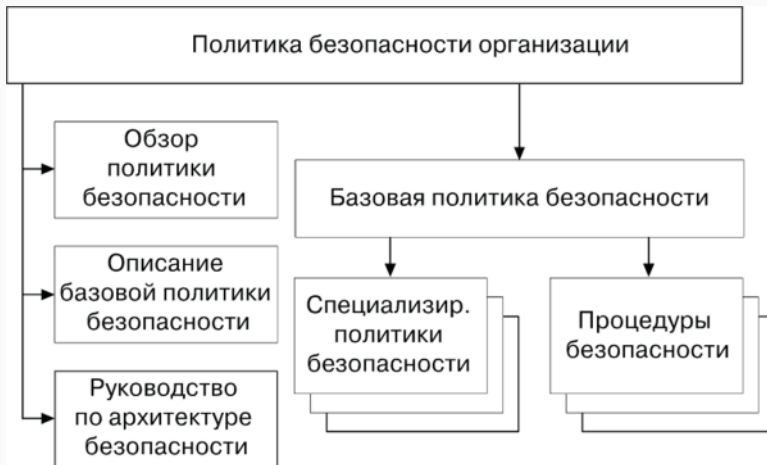 Политика безопасности организации
Обзор
политики
безопасности
Базовая политика безопасности
Описание
базовой политики
безопасности
Специализир.
политики
безопасности
Процедуры
безопасности
Руководство
по архитектуре
безопасности